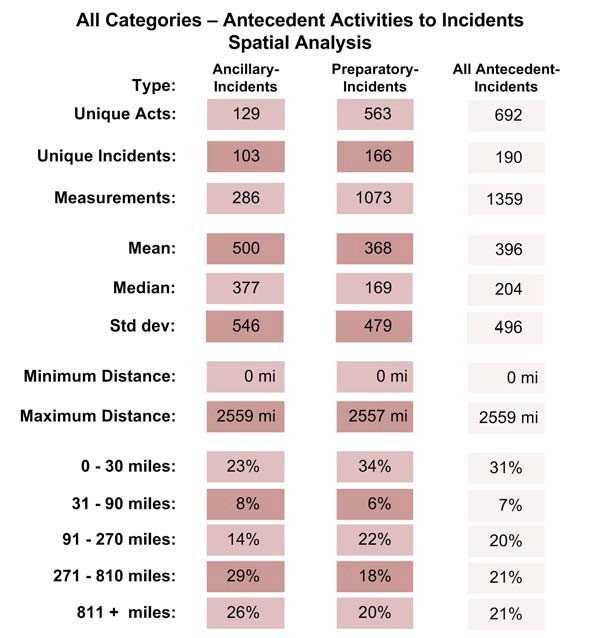 All Categories – Antecedent Activities to Incidents
Spatial Analysis
Type: Ancillary-Incidents Preparatory-Incidents All Antecedent-Incidents
Unique Acts: 129 563 692
Unique Incidents: 103 166 190
Measurements: 286 1073 1359
Mean: 500 368 396
Median: 377 169 204
Std dev: 546 479 496
Minimum Distance: 0 mi 0 mi 0 mi
Maximum Distance: 2559 mi 2557 mi 2559 mi
0 - 30 miles: 23% 34% 31%
31 - 90 miles: 8% 6% 7%
91 - 270 miles: 14% 22% 20%
271 - 810 miles: 29% 18% 21%
811 + miles: 26% 20% 21%